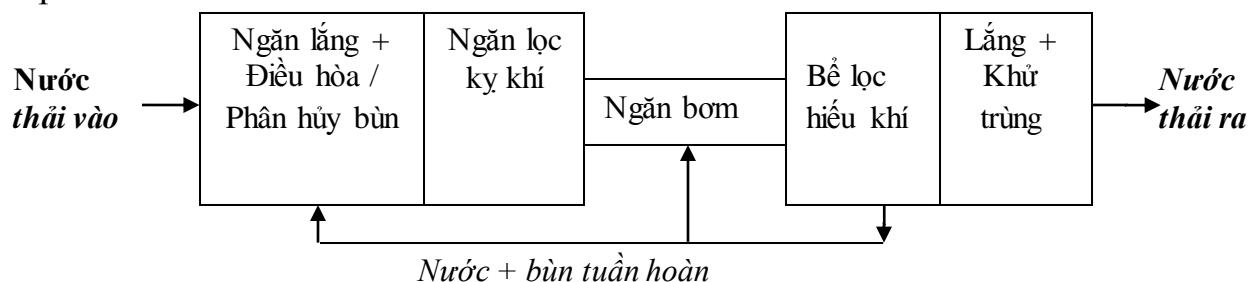 Nước
thải vào
Ngăn lắng +
Điều hòa /
Phân hủy bùn
Ngăn lọc
kỵ khí
Ngăn bơm
Bể lọc
hiếu khí
Lắng +
Khử
trùng
Nước
thải ra
Nước + bùn tuần hoàn